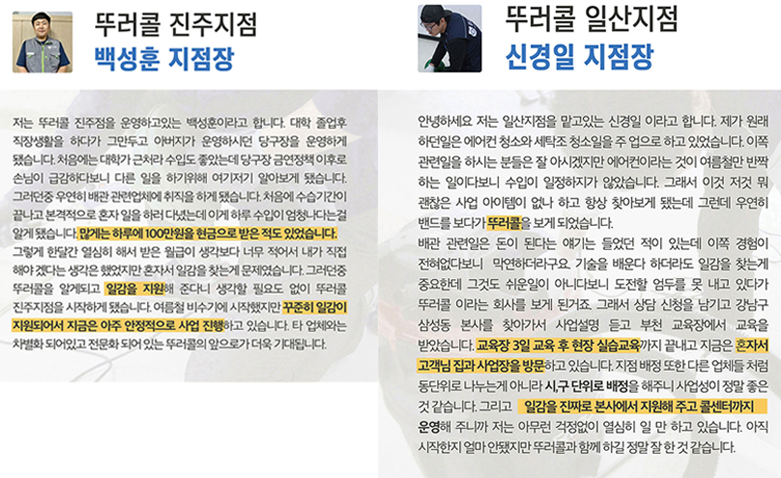 뚜러콜 진주지점
백성훈 지점장
저는 뚜러콜 진주점을 운영하고있는 백성훈이라고 합니다. 대학 졸업후
직장생활을 하다가 그만두고 아버지가 운영하시던 당구장을 운영하게
됐습니다. 처음에는 대학가 근처라 수입도 좋았는데 당구장 금연정책 이후로
손님이 급감하다보니 다른 일을 하기위해 여기저기 알아보게 됐습니다.
그러던중 우연히 배관 관련업체에 취직을 하게 됐습니다. 처음에 수습기간이
끝나고 본격적으로 혼자 일을 하러 다녔는데 이게 하루 수입이 엄청나다는걸
알게 됐습니다. 많게는 하루에 100만원을 현금으로 받은 적도 있었습니다.
그렇게 한달간 열심히 해서 받은 월급이 생각보다 너무 적어서 내가 직접
해야 겠다는 생각은 했었지만 혼자서 일감을 찾는게 문제였습니다. 그러던중
뚜러콜을 알게되고 일감을 지원해 준다니 생각할 필요도 없이 뚜러콜
진주지점을 시작하게 됐습니다. 여름철 비수기에 시작했지만 꾸준히 일감이
지원되어서 지금은 아주 안정적으로 사업 진행하고 있습니다. 타 업체와는
차별화 되어있고 전문화 되어 있는 뚜러콜의 앞으로가 더욱 기대됩니다.
뚜러콜 일산지점
신경일 지점장
안녕하세요 저는 일산지점을 맡고있는 신경일 이라고 합니다. 제가 원래
하던일은 에어컨 청소와 세탁조 청소일을 주 업으로 하고 있었습니다. 이쪽
관련일을 하시는 분들은 잘 아시겠지만 에어컨이라는 것이 여름철만 반짝
하는 일이다보니 수입이 일정하지가 않았습니다. 그래서 이것 저것 뭐
괜찮은 사업 아이템이 없나 하고 항상 찾아보게 됐는데 그런데 우연히
밴드를 보다가 뚜러콜을 보게 되었습니다.
배관 관련일은 돈이 된다는 얘기는 들었던 적이 있는데 이쪽 경험이
전혀없다보니 막연하더라구요. 기술을 배운다 하더라도 일감을 찾는게
중요한데 그것도 쉬운일이 아니다보니 도전할 엄두를 못 내고 있다가
뚜러콜 이라는 회사를 보게 된거죠. 그래서 상담 신청을 남기고 강남구
삼성동 본사를 찾아가서 사업설명 듣고 부천 교육장에서 교육을
받았습니다. 교육장 3일 교육 후 현장 실습교육까지 끝내고 지금은 혼자서
고객님 집과 사업장을 방문하고 있습니다. 지점 배정 또한 다른 업체들 처럼
동단위로 나누는게 아니라 시,구 단위로 배정을 해주니 사업성이 정말 좋은
것 같습니다. 그리고 일감을 진짜로 본사에서 지원해 주고 콜센터까지
운영해 주니까 저는 아무런 걱정없이 열심히 일 만 하고 있습니다. 아직
시작한지 얼마 안됐지만 뚜러콜과 함께 하길 정말 잘 한 것 같습니다.